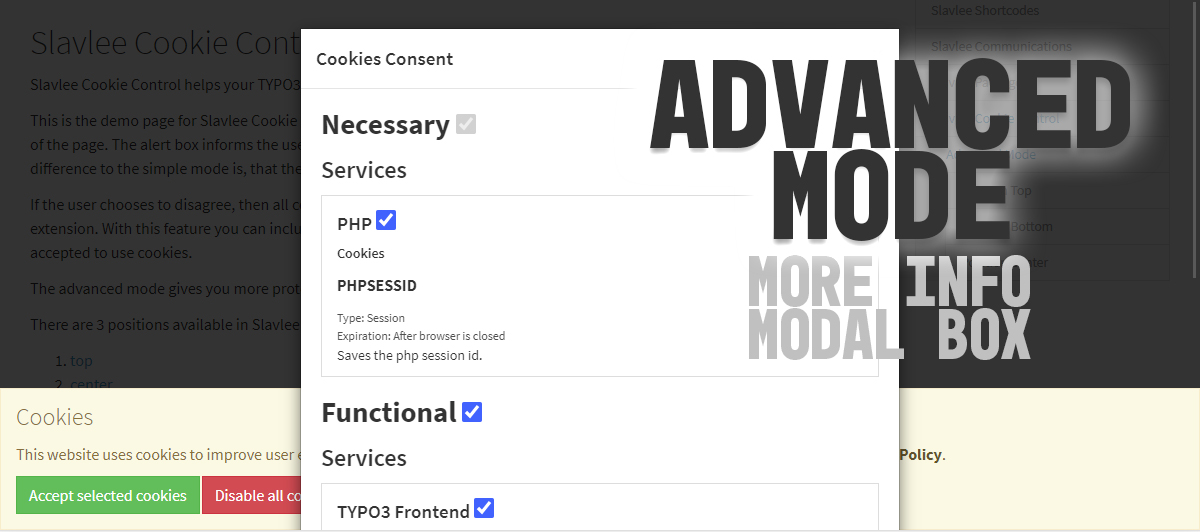 Slavlee Cookie Cont
Slavlee Cookie Control helps your TYPO3
This is the demo page for Slavlee Cookie
of the page. The alert box informs the use
difference to the simple mode is, that the
If the user chooses to disagree, then all c
extension. With this feature you can inclu
accepted to use cookies.
The advanced mode gives you more prot
There are 3 positions available in Slavlee
1. top
2. center
Cookies Consent
Necessary
Services
PHP
Cookies
PHPSESSID
Type: Session
Expiration: After browser is closed
Saves the php session id.
Functional
Services
TYPO3 Frontend
ADVANCED
MODE
MORE INFO
MODAL BOX
Slavlee Shortcodes
Slavlee Communications
Top
Bottom
Cookies
This website uses cookies to improve user e
Policy.
Accept selected cookies
Disable all co